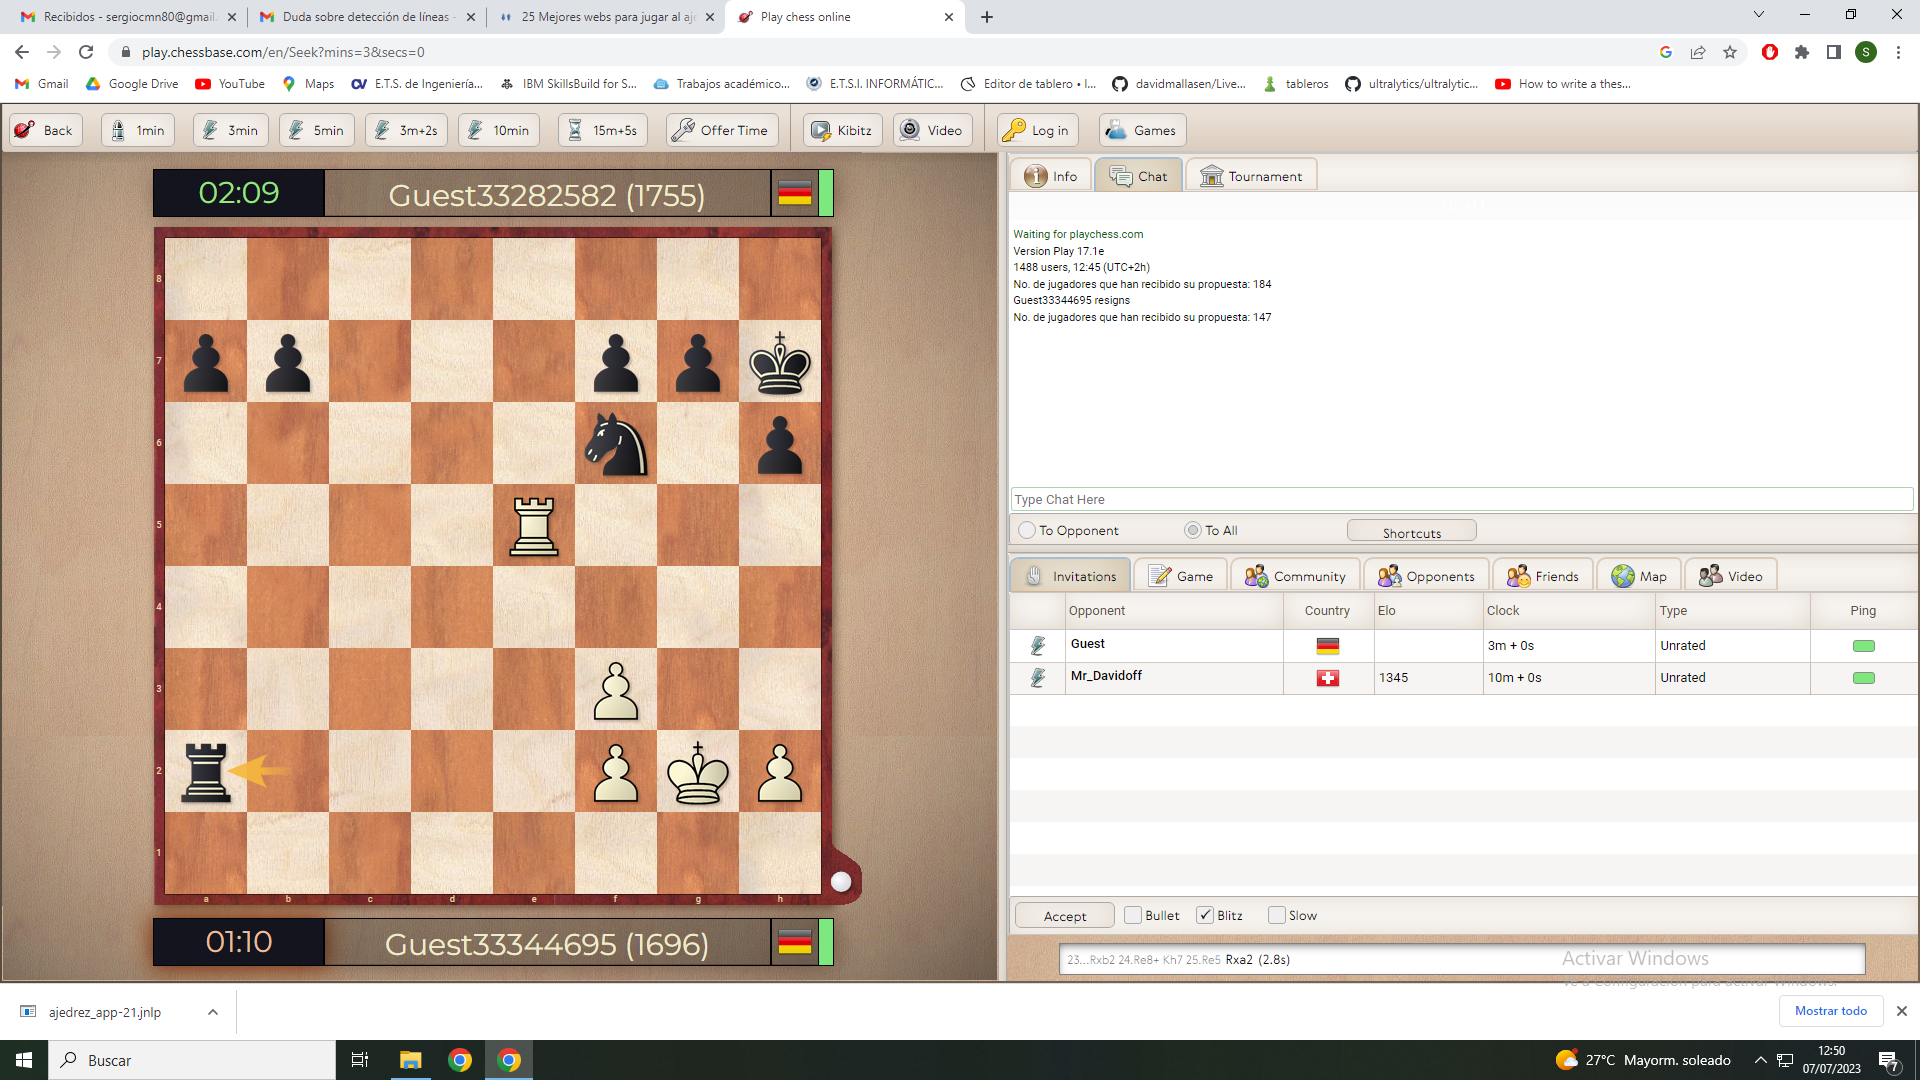 Recibidos - sergiocmn80@gmail.
Duda sobre detección de líneas -
25 Mejores webs para jugar al aje
Play chess online
play.chessbase.com/en/Seek?mins=3&secs=0
S
Gmail
Google Drive
YouTube
Maps
E.T.S. de Ingeniería...
IBM SkillsBuild for S...
Trabajos académico...
E.T.S.I. INFORMÁTIC...
Editor de tablero • l...
davidmallasen/Live...
tableros
ultralytics/ultralytic...
How to write a thes...
Back
1min
3min
5min
3m+2s
10min
15m+5s
Offer Time
Kibitz
Video
Log in
Games
02:09
Guest33282582 (1755)
8
7
6
5
4
3
2
1
a b c d e f g h
01:10
Guest33344695 (1696)
Info
Chat
Tournament
Waiting for playchess.com
Version Play 17.1e
1488 users, 12:45 (UTC+2h)
No. de jugadores que han recibido su propuesta: 184
Guest33344695 resigns
No. de jugadores que han recibido su propuesta: 147
Type Chat Here
To Opponent
To All
Shortcuts
Invitations
Game
Community
Opponents
Friends
Map
Video
Opponent Country Elo Clock Type Ping
Guest 3m + 0s Unrated
Mr_Davidoff 1345 10m + 0s Unrated
Accept
Bullet
Blitz
Slow
23...Rxb2 24.Re8+ Kh7 25.Re5 Rxa2 (2.8s)
Activar Windows
Ve a Configuración para activar Windows.
ajedrez_app-21.jnlp
Mostrar todo
Buscar
27°C Mayorm. soleado
12:50
07/07/2023
7